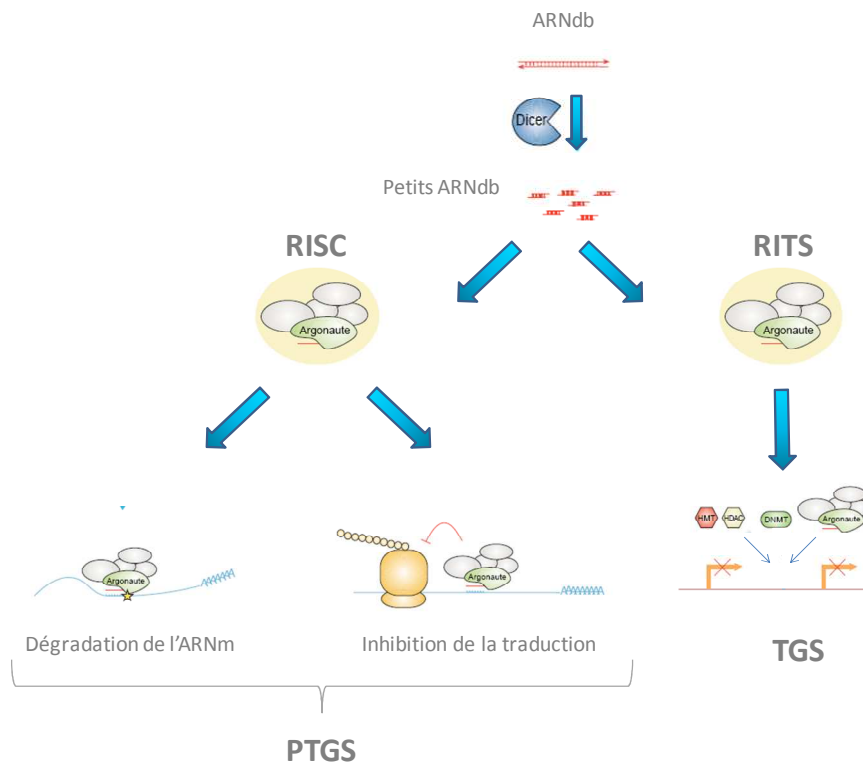 ARNdb
Dicer
Petits ARNdb
RISC
RITS
Argonaute
Argonaute
HMT
HDAC
DNMT
Argonaute
Argonaute
Argonaute
Dégradation de l'ARNm
Inhibition de la traduction
TGS
PTGS